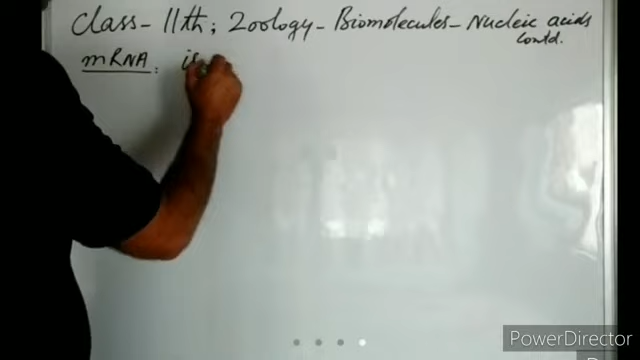 Class - 11th; Zoology - Biomolecules - Nucleic acids
Contd.
mRNA: is
PowerDirector